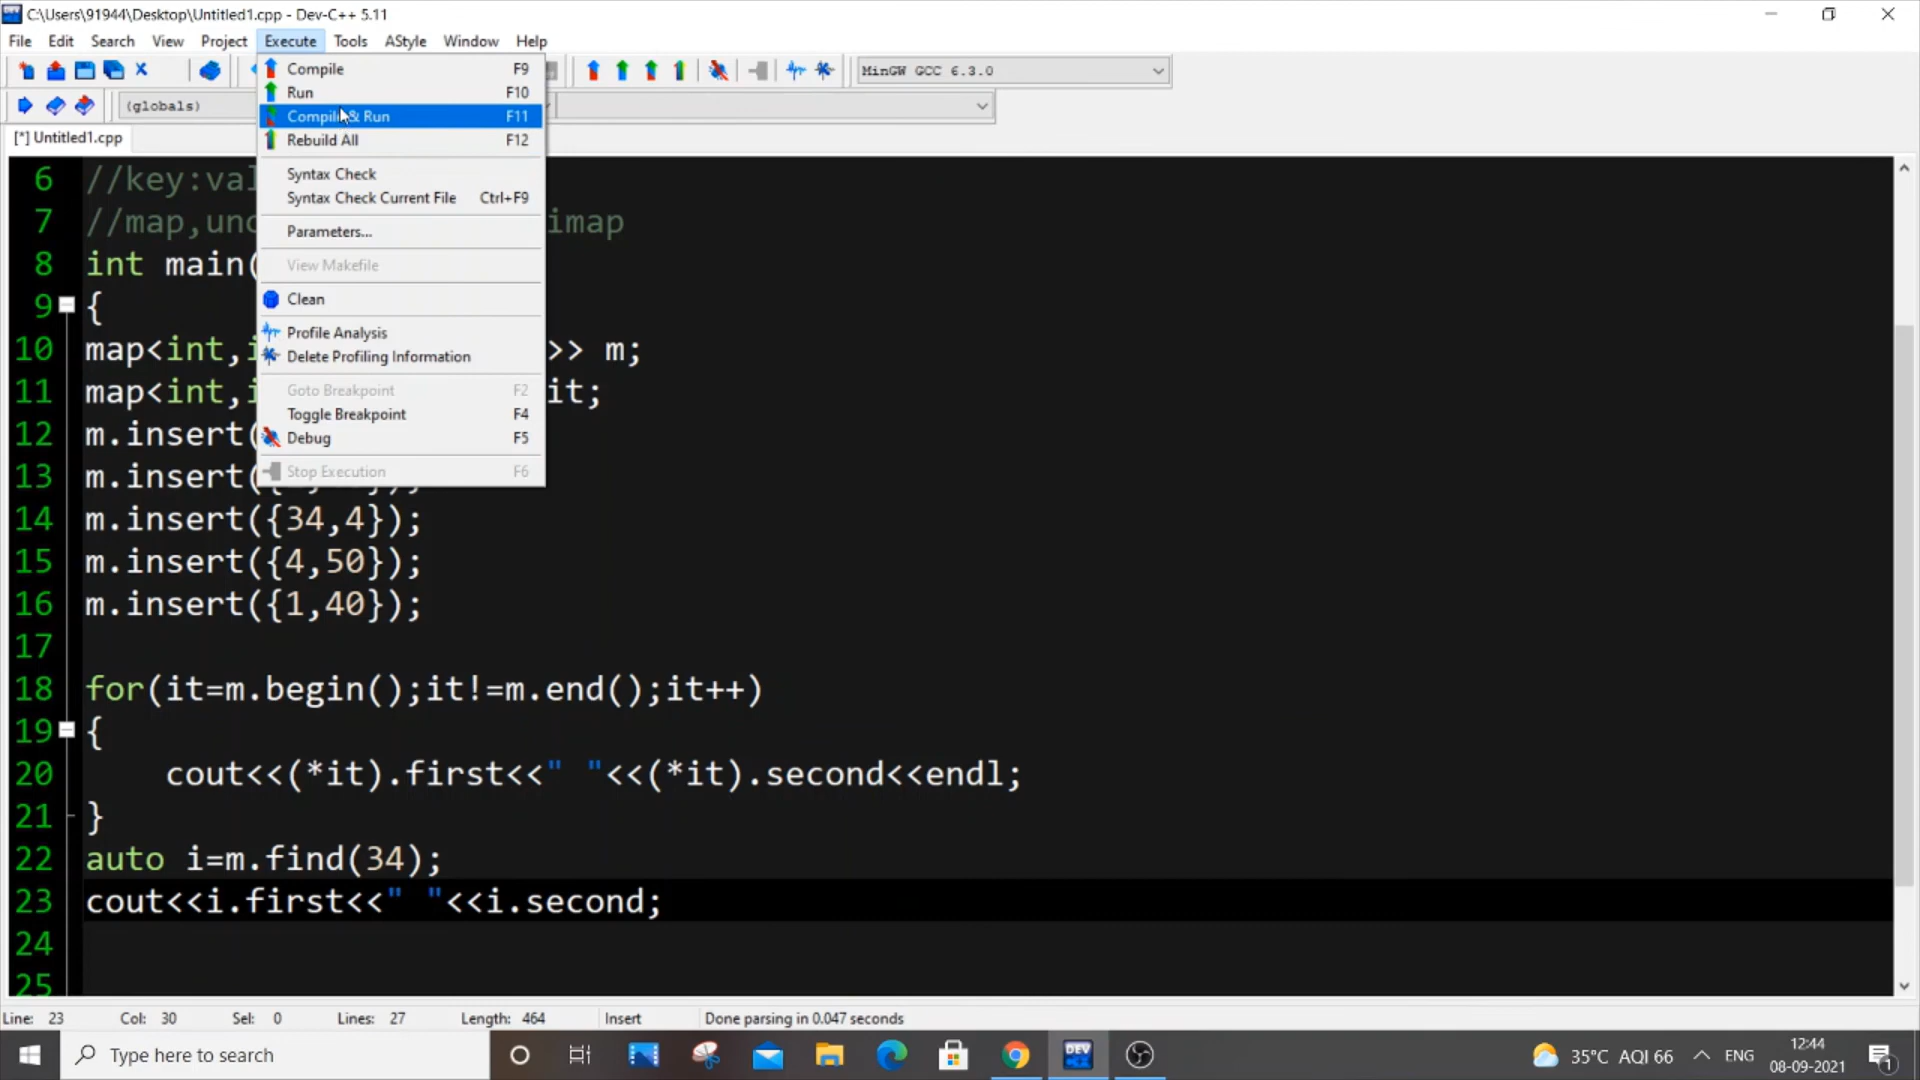 C:\Users\91944\Desktop\Untitled1.cpp - Dev-C++ 5.11
File Edit Search View Project Execute Tools AStyle Window Help
MinGW GCC 6.3.0
(globals)
[*] Untitled1.cpp
Compile F9
Run F10
Compile & Run F11
Rebuild All F12
Syntax Check
Syntax Check Current File Ctrl+F9
Parameters...
View Makefile
Clean
Profile Analysis
Delete Profiling Information
Goto Breakpoint F2
Toggle Breakpoint F4
Debug F5
Stop Execution F6
6 //key:val
7 //map, imap
8 int main(
9 {
10 map<int, >> m;
11 map<int, it;
12 m.insert(
13 m.insert(
14 m.insert({34,4});
15 m.insert({4,50});
16 m.insert({1,40});
17
18 for(it=m.begin();it!=m.end();it++)
19 {
20 cout<<(*it).first<<" "<<(*it).second<<endl;
21 }
22 auto i=m.find(34);
23 cout<<i.first<<" "<<i.second;
24
25
Line: 23 Col: 30 Sel: 0 Lines: 27 Length: 464 Insert Done parsing in 0.047 seconds
Type here to search
DEV
35°C AQI 66 ENG
12:44
08-09-2021
1